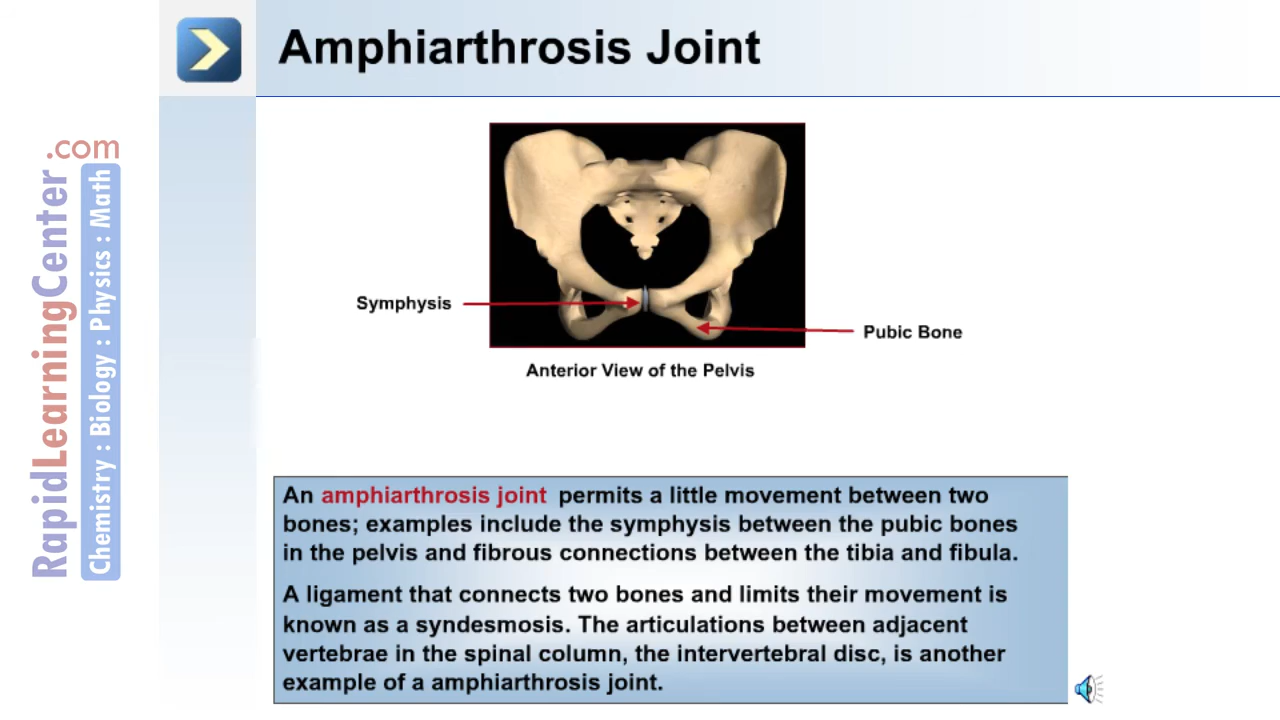 Amphiarthrosis Joint
RapidLearningCenter.com
Chemistry : Biology : Physics : Math
Symphysis
Pubic Bone
Anterior View of the Pelvis
An amphiarthrosis joint permits a little movement between two
bones; examples include the symphysis between the pubic bones
in the pelvis and fibrous connections between the tibia and fibula.
A ligament that connects two bones and limits their movement is
known as a syndesmosis. The articulations between adjacent
vertebrae in the spinal column, the intervertebral disc, is another
example of a amphiarthrosis joint.